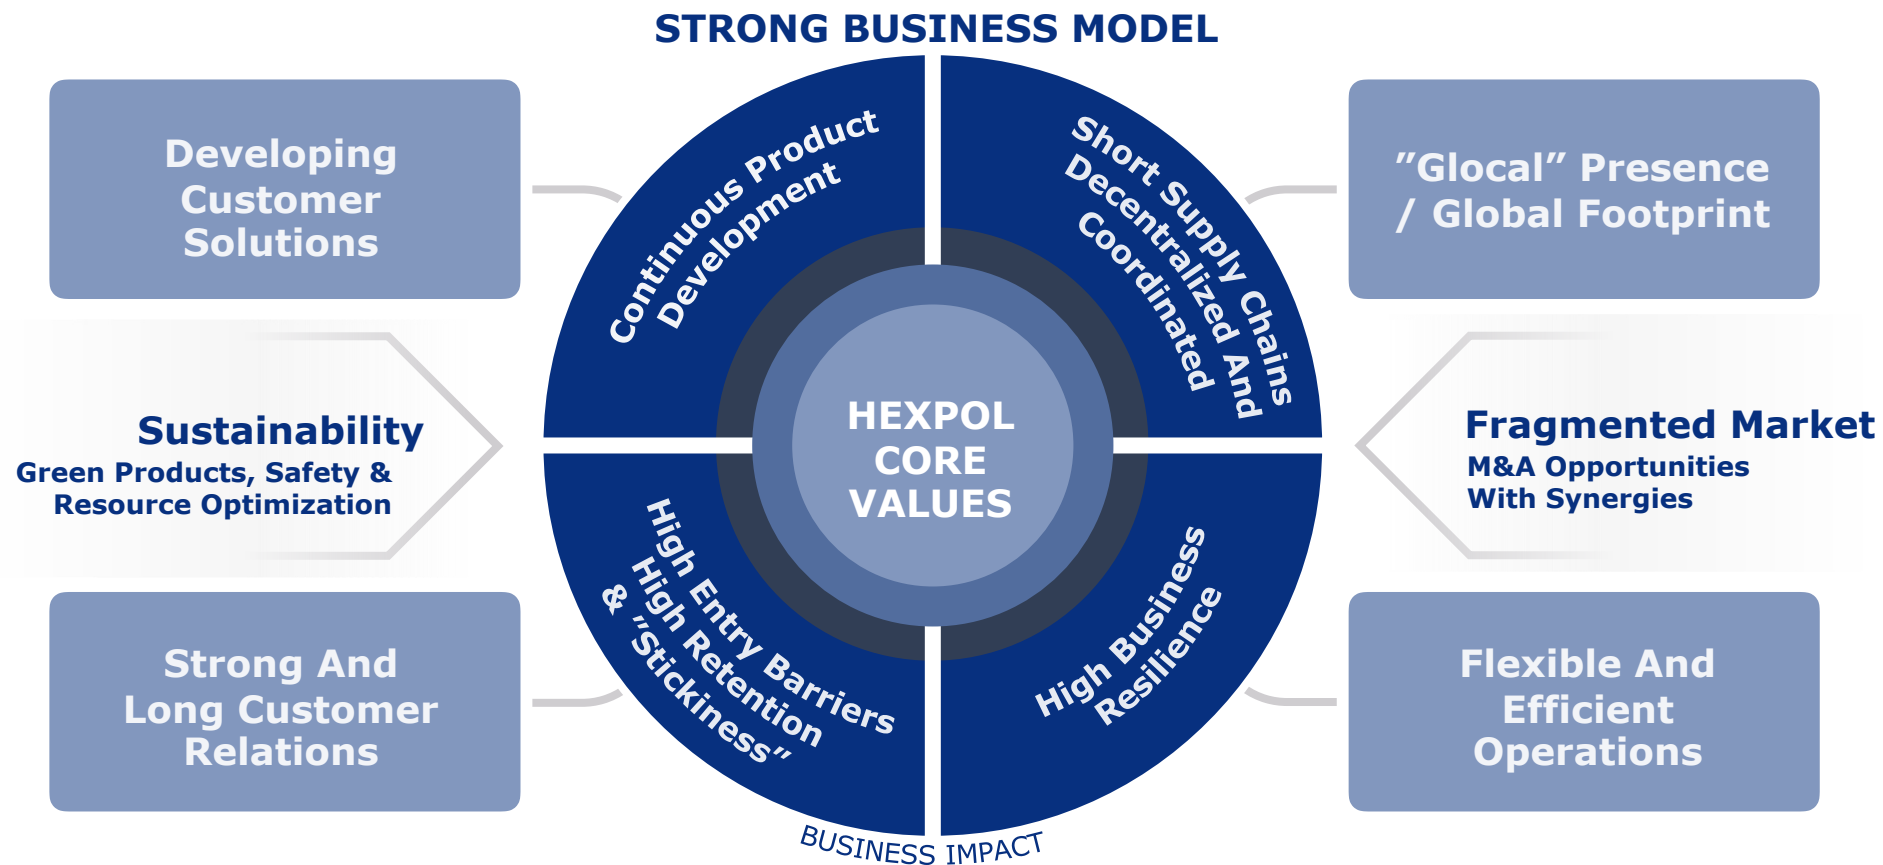 STRONG BUSINESS MODEL
Developing
Customer
Solutions
Continuous Product
Development
Short Supply Chains
Decentralized And
Coordinated
”Glocal” Presence
/ Global Footprint
Sustainability
Green Products, Safety &
Resource Optimization
HEXPOL
CORE
VALUES
Fragmented Market
M&A Opportunities
With Synergies
Strong And
Long Customer
Relations
High Entry Barriers
High Retention
& ”Stickiness”
High Business
Resilience
Flexible And
Efficient
Operations
BUSINESS IMPACT